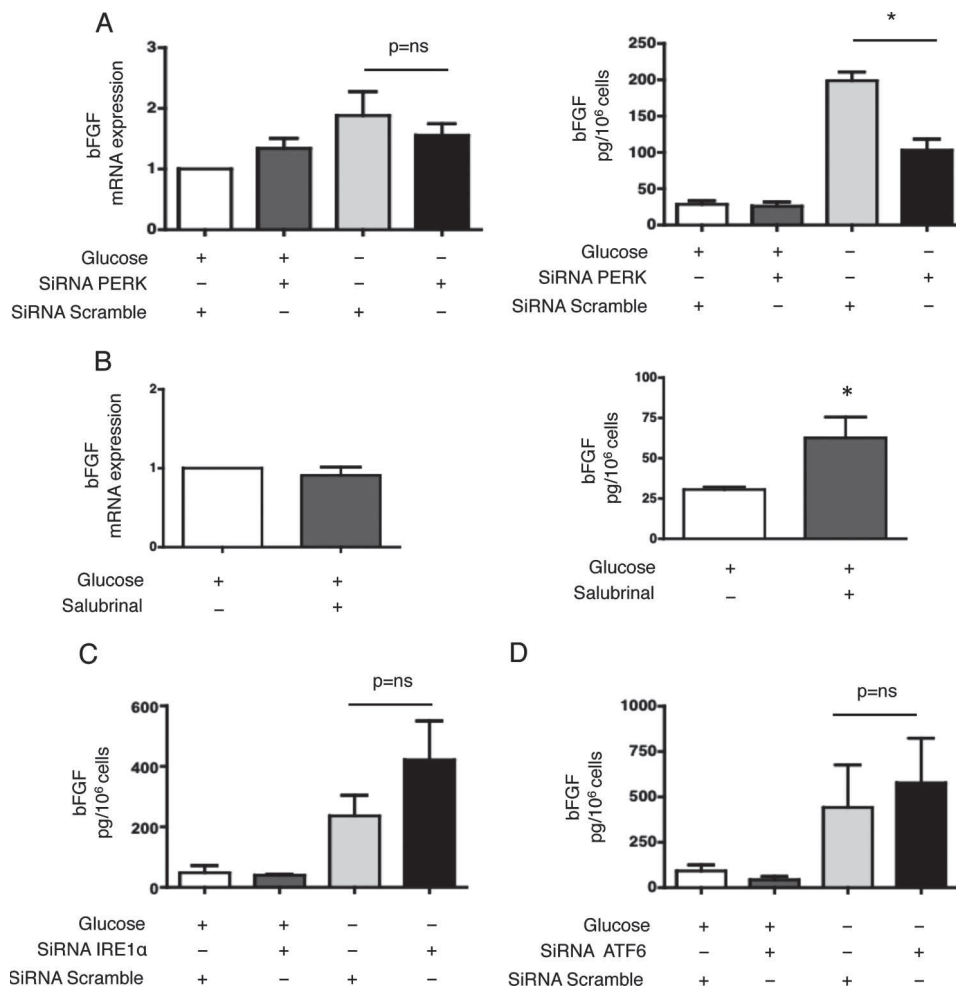 A
bFGF
mRNA expression
3
2
1
0
p=ns
Glucose + + – –
SiRNA PERK – + – +
SiRNA Scramble + – + –
bFGF
pg/10⁶ cells
250
200
150
100
50
0
*
Glucose + + – –
SiRNA PERK – + – +
SiRNA Scramble + – + –
B
bFGF
mRNA expression
2
1
0
Glucose + +
Salubrinal – +
bFGF
pg/10⁶ cells
100
75
50
25
0
*
Glucose + +
Salubrinal – +
C
bFGF
pg/10⁶ cells
600
400
200
0
p=ns
Glucose + + – –
SiRNA IRE1α – + – +
SiRNA Scramble + – + –
D
bFGF
pg/10⁶ cells
1000
750
500
250
0
p=ns
Glucose + + – –
SiRNA ATF6 – + – +
SiRNA Scramble + – + –